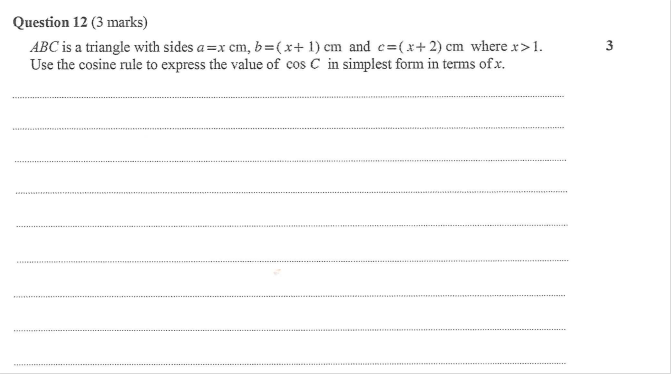 Question 12 (3 marks)
ABC is a triangle with sides a=x cm, b=(x+1) cm and c=(x+2) cm where x>1. 3
Use the cosine rule to express the value of cos C in simplest form in terms of x.